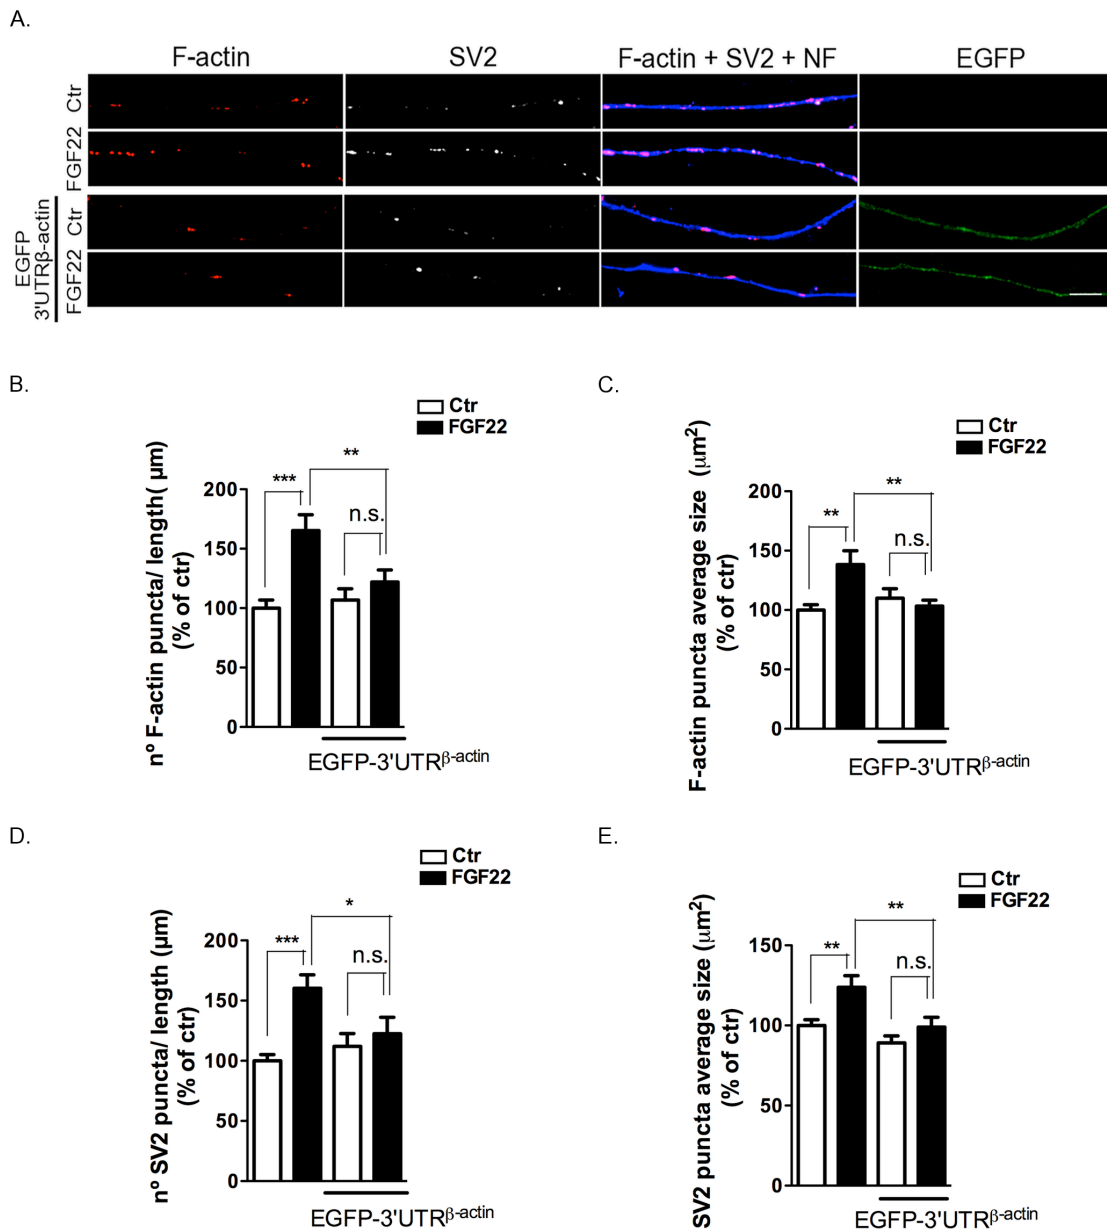 A.
F-actin SV2 F-actin + SV2 + NF EGFP
Ctr
FGF22
EGFP
3'UTRβ-actin
Ctr
FGF22
B.
Ctr
FGF22
nº F-actin puncta/ length( µm)
(% of ctr)
200
150
100
50
0
***
**
n.s.
EGFP-3'UTRβ-actin
C.
Ctr
FGF22
F-actin puncta average size (µm2)
(% of ctr)
200
150
100
50
0
**
**
n.s.
EGFP-3'UTRβ-actin
D.
Ctr
FGF22
nº SV2 puncta/ length (µm)
(% of ctr)
200
150
100
50
0
***
*
n.s.
EGFP-3'UTRβ-actin
E.
Ctr
FGF22
SV2 puncta average size (µm2)
(% of ctr)
150
100
50
0
**
**
n.s.
EGFP-3'UTRβ-actin